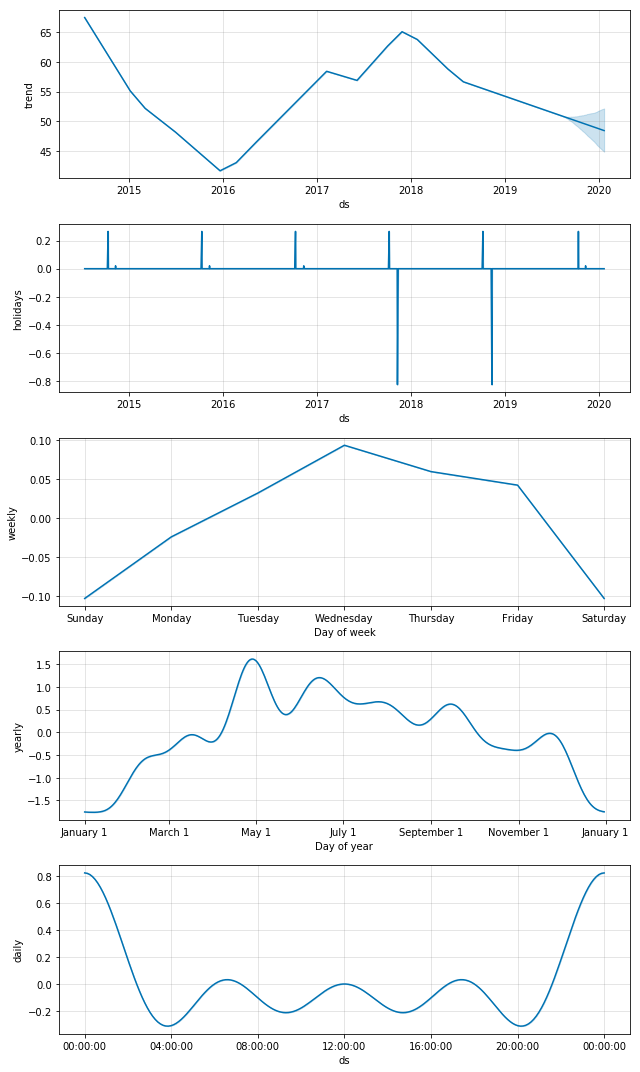 65
60
55
50
45
trend
2015 2016 2017 2018 2019 2020
ds
0.2
0.0
−0.2
−0.4
−0.6
−0.8
holidays
2015 2016 2017 2018 2019 2020
ds
0.10
0.05
0.00
−0.05
−0.10
weekly
Sunday Monday Tuesday Wednesday Thursday Friday Saturday
Day of week
1.5
1.0
0.5
0.0
−0.5
−1.0
−1.5
yearly
January 1 March 1 May 1 July 1 September 1 November 1 January 1
Day of year
0.8
0.6
0.4
0.2
0.0
−0.2
daily
00:00:00 04:00:00 08:00:00 12:00:00 16:00:00 20:00:00 00:00:00
ds